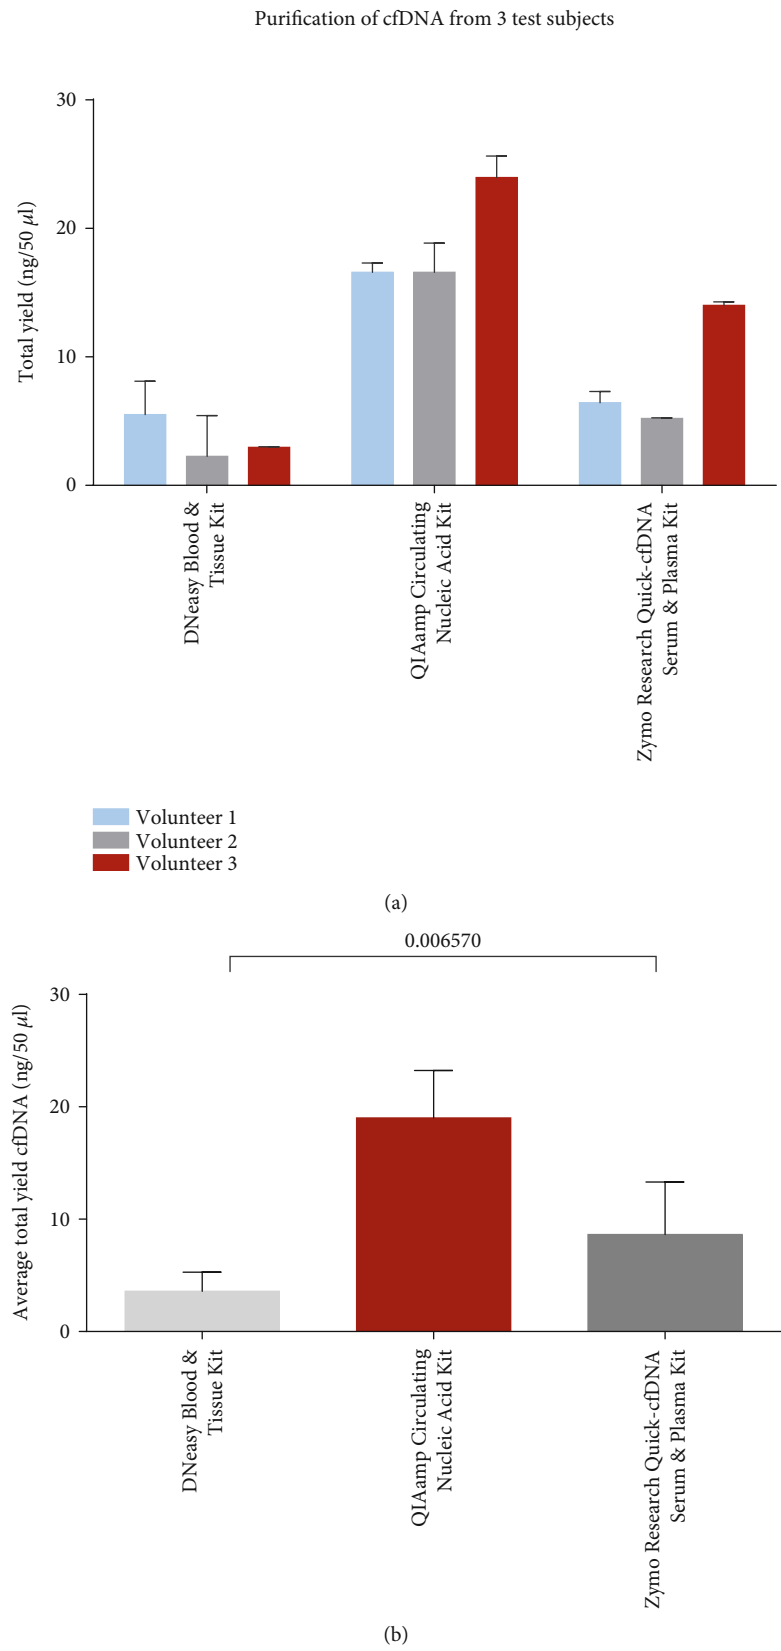 Purification of cfDNA from 3 test subjects
Total yield (ng/50 µl)
30
20
10
0
DNeasy Blood &
Tissue Kit
QIAamp Circulating
Nucleic Acid Kit
Zymo Research Quick-cfDNA
Serum & Plasma Kit
Volunteer 1
Volunteer 2
Volunteer 3
(a)
0.006570
Average total yield cfDNA (ng/50 µl)
30
20
10
0
DNeasy Blood &
Tissue Kit
QIAamp Circulating
Nucleic Acid Kit
Zymo Research Quick-cfDNA
Serum & Plasma Kit
(b)